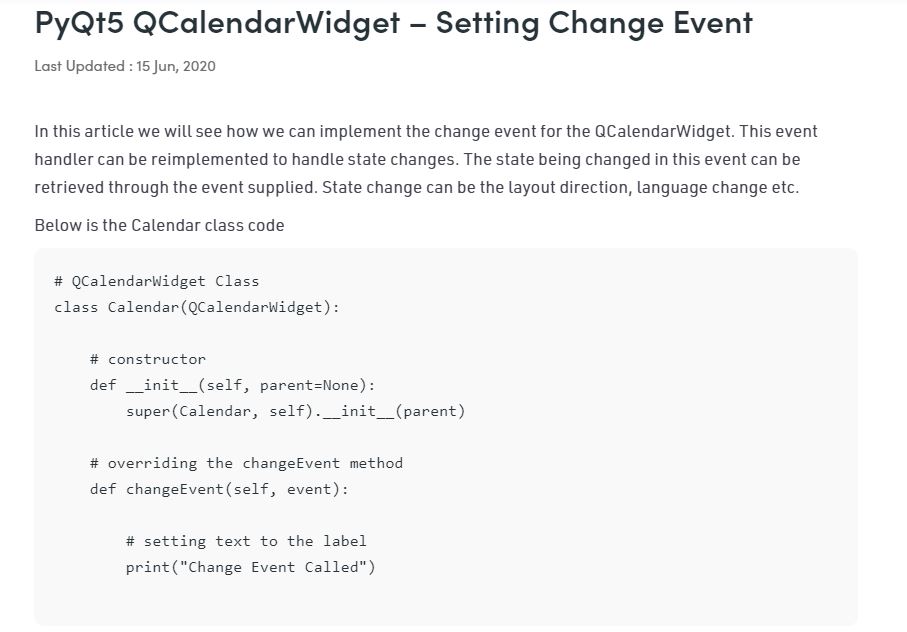 PyQt5 QCalendarWidget – Setting Change Event
Last Updated : 15 Jun, 2020
In this article we will see how we can implement the change event for the QCalendarWidget. This event
handler can be reimplemented to handle state changes. The state being changed in this event can be
retrieved through the event supplied. State change can be the layout direction, language change etc.
Below is the Calendar class code
# QCalendarWidget Class
class Calendar(QCalendarWidget):
    # constructor
    def __init__(self, parent=None):
        super(Calendar, self).__init__(parent)
    # overriding the changeEvent method
    def changeEvent(self, event):
        # setting text to the label
        print("Change Event Called")